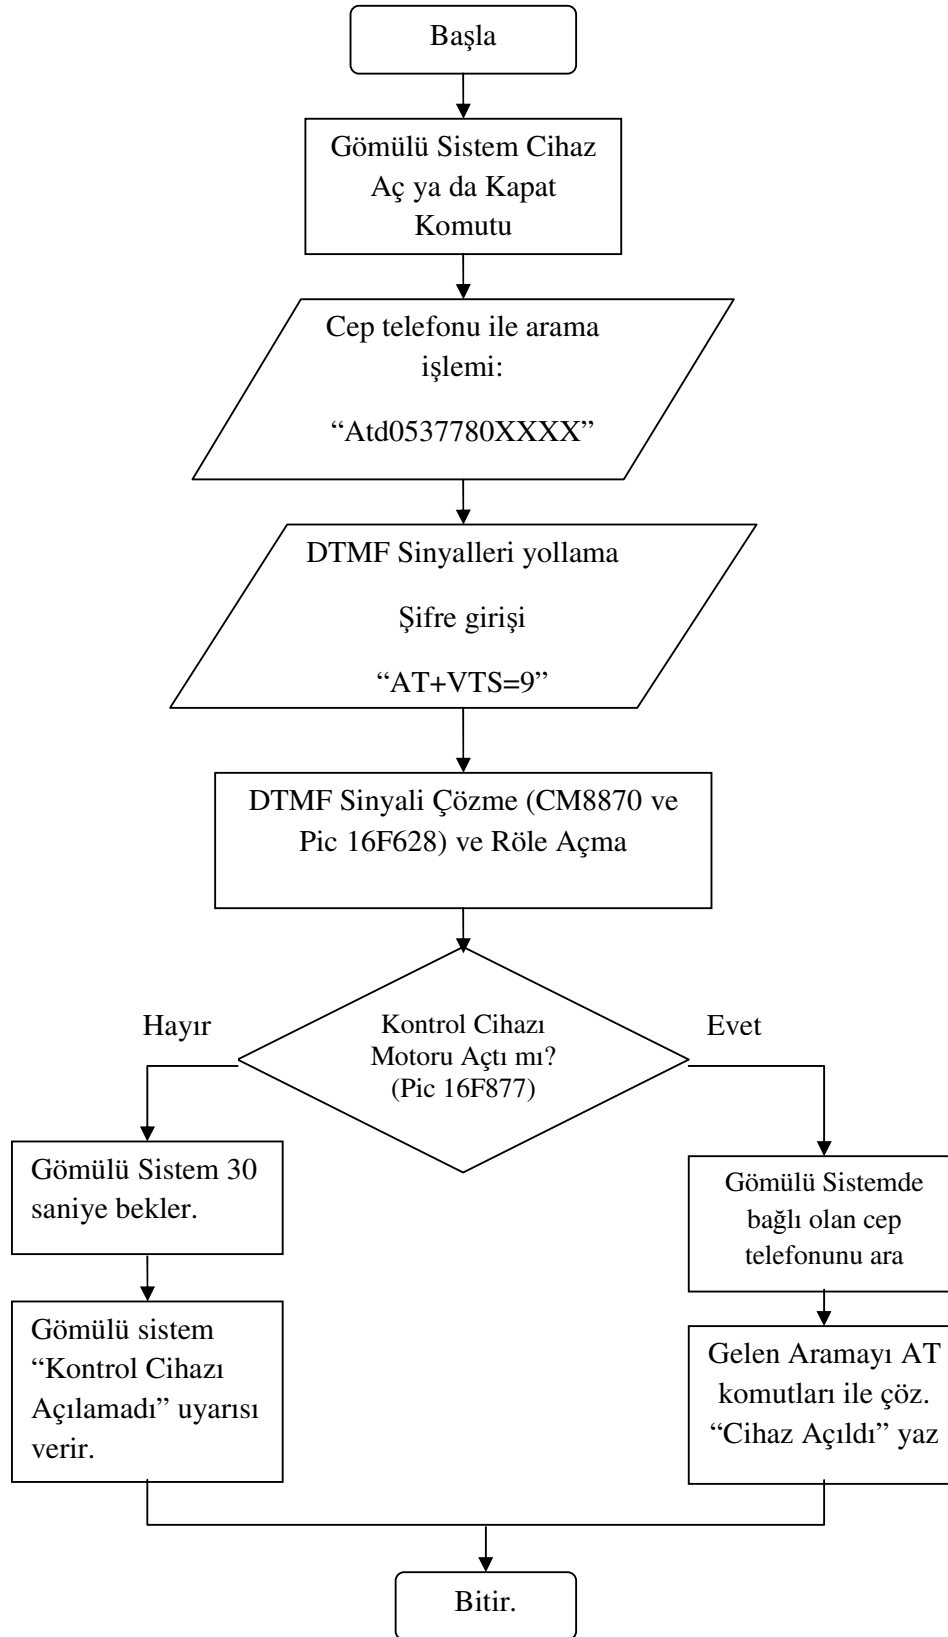 Başla
Gömülü Sistem Cihaz
Aç ya da Kapat
Komutu
Cep telefonu ile arama
işlemi:
“Atd0537780XXXX”
DTMF Sinyalleri yollama
Şifre girişi
“AT+VTS=9”
DTMF Sinyali Çözme (CM8870 ve
Pic 16F628) ve Röle Açma
Kontrol Cihazı
Motoru Açtı mı?
(Pic 16F877)
Hayır
Evet
Gömülü Sistem 30
saniye bekler.
Gömülü sistem
“Kontrol Cihazı
Açılamadı” uyarısı
verir.
Gömülü Sistemde
bağlı olan cep
telefonunu ara
Gelen Aramayı AT
komutları ile çöz.
“Cihaz Açıldı” yaz
Bitir.